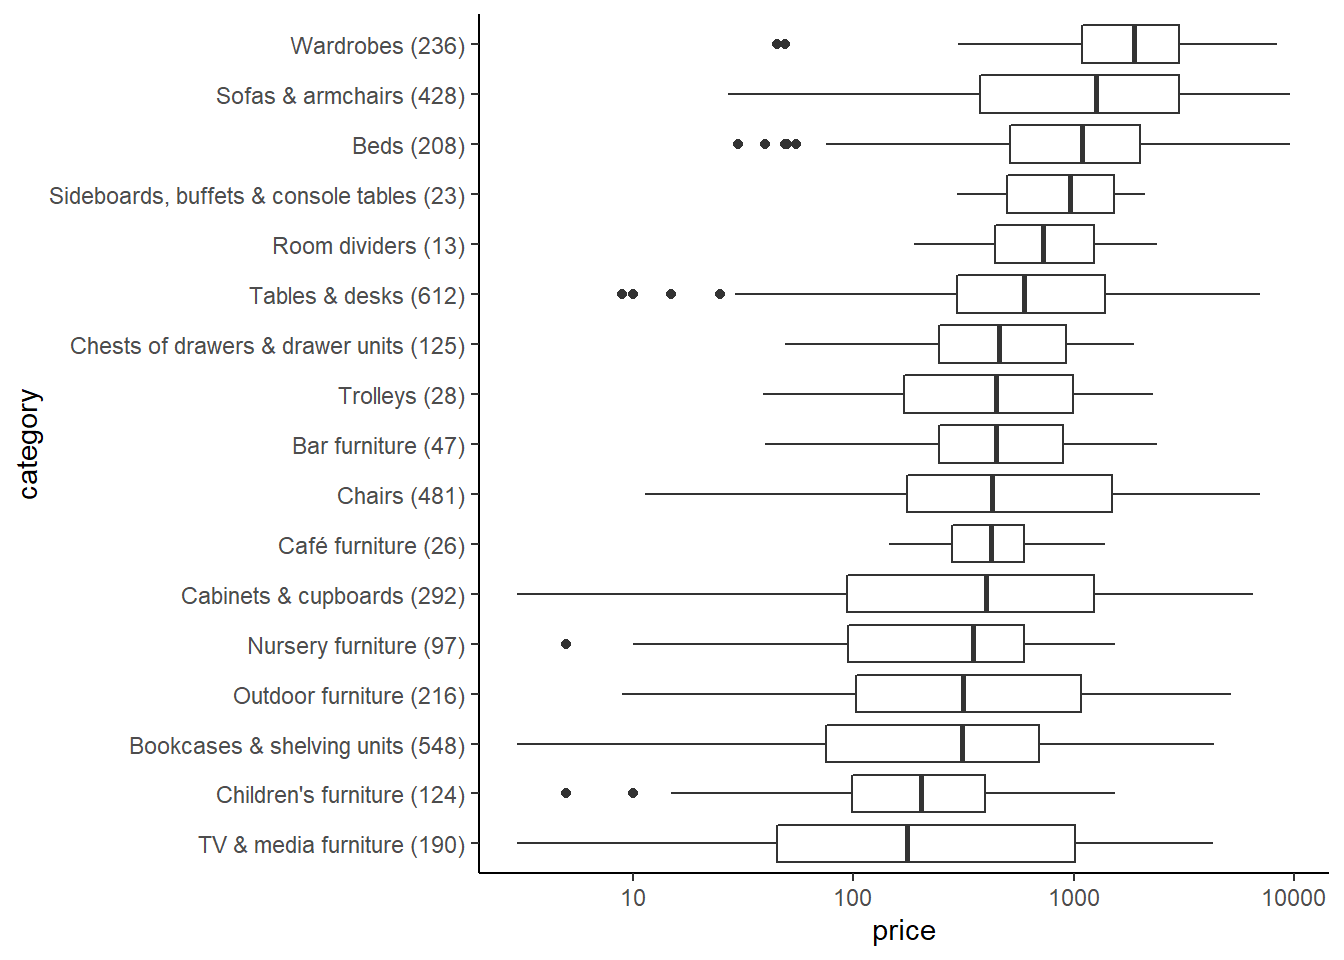 Wardrobes (236)
Sofas & armchairs (428)
Beds (208)
Sideboards, buffets & console tables (23)
Room dividers (13)
Tables & desks (612)
Chests of drawers & drawer units (125)
Trolleys (28)
Bar furniture (47)
Chairs (481)
Café furniture (26)
Cabinets & cupboards (292)
Nursery furniture (97)
Outdoor furniture (216)
Bookcases & shelving units (548)
Children's furniture (124)
TV & media furniture (190)
category
10 100 1000 10000
price